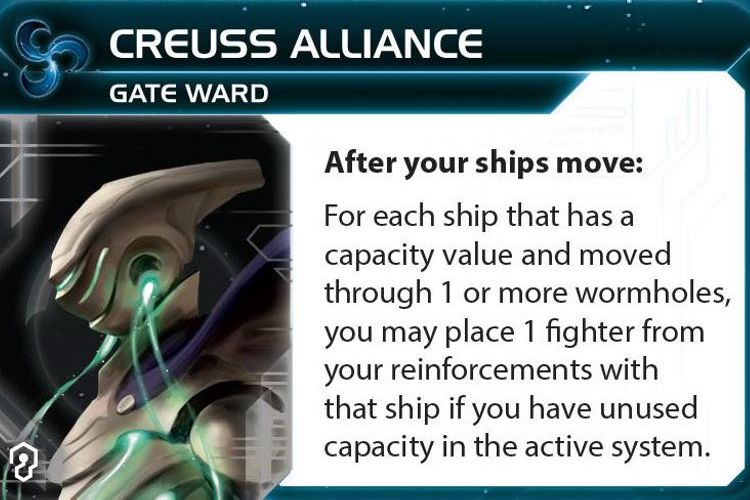 CREUSS ALLIANCE
GATE WARD
After your ships move:
For each ship that has a
capacity value and moved
through 1 or more wormholes,
you may place 1 fighter from
your reinforcements with
that ship if you have unused
capacity in the active system.